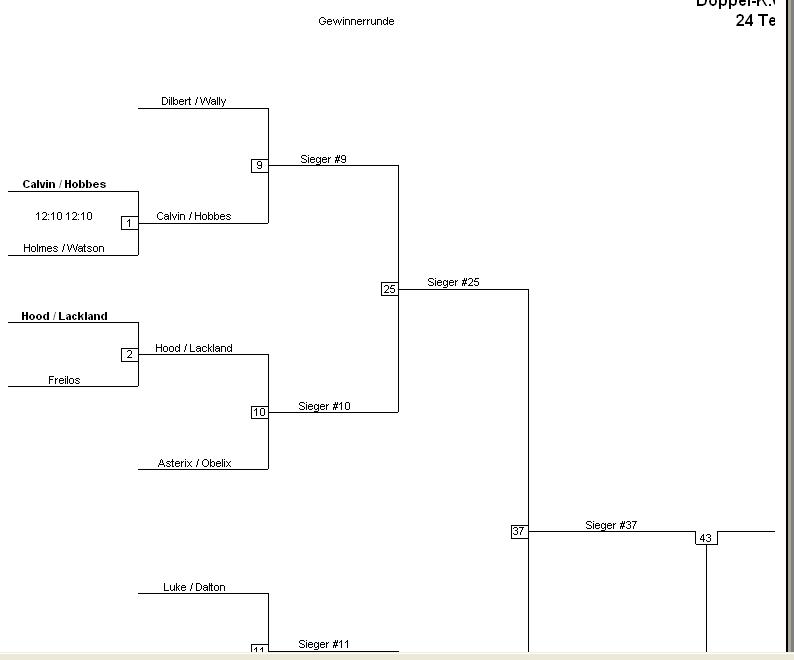 Doppel-K.
24 Te
Gewinnerrunde
Dilbert / Wally
9
Sieger #9
Calvin / Hobbes
12:10 12:10
1
Calvin / Hobbes
Holmes / Watson
25
Sieger #25
Hood / Lackland
2
Hood / Lackland
Freilos
10
Sieger #10
Asterix / Obelix
37
Sieger #37
43
Luke / Dalton
11
Sieger #11